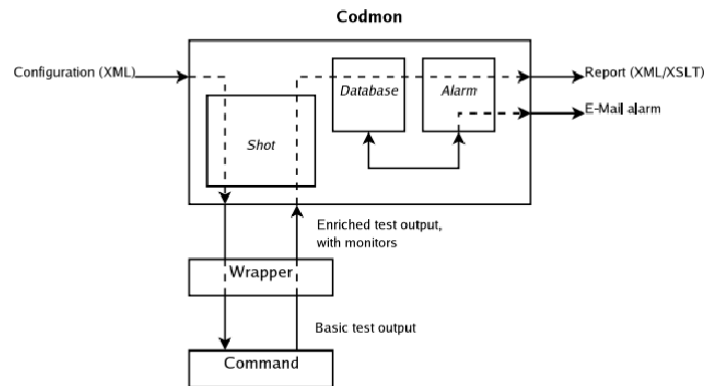 Codmon
Configuration (XML)
Report (XML/XSLT)
Database
Alarm
E-Mail alarm
Shot
Enriched test output,
with monitors
Wrapper
Basic test output
Command